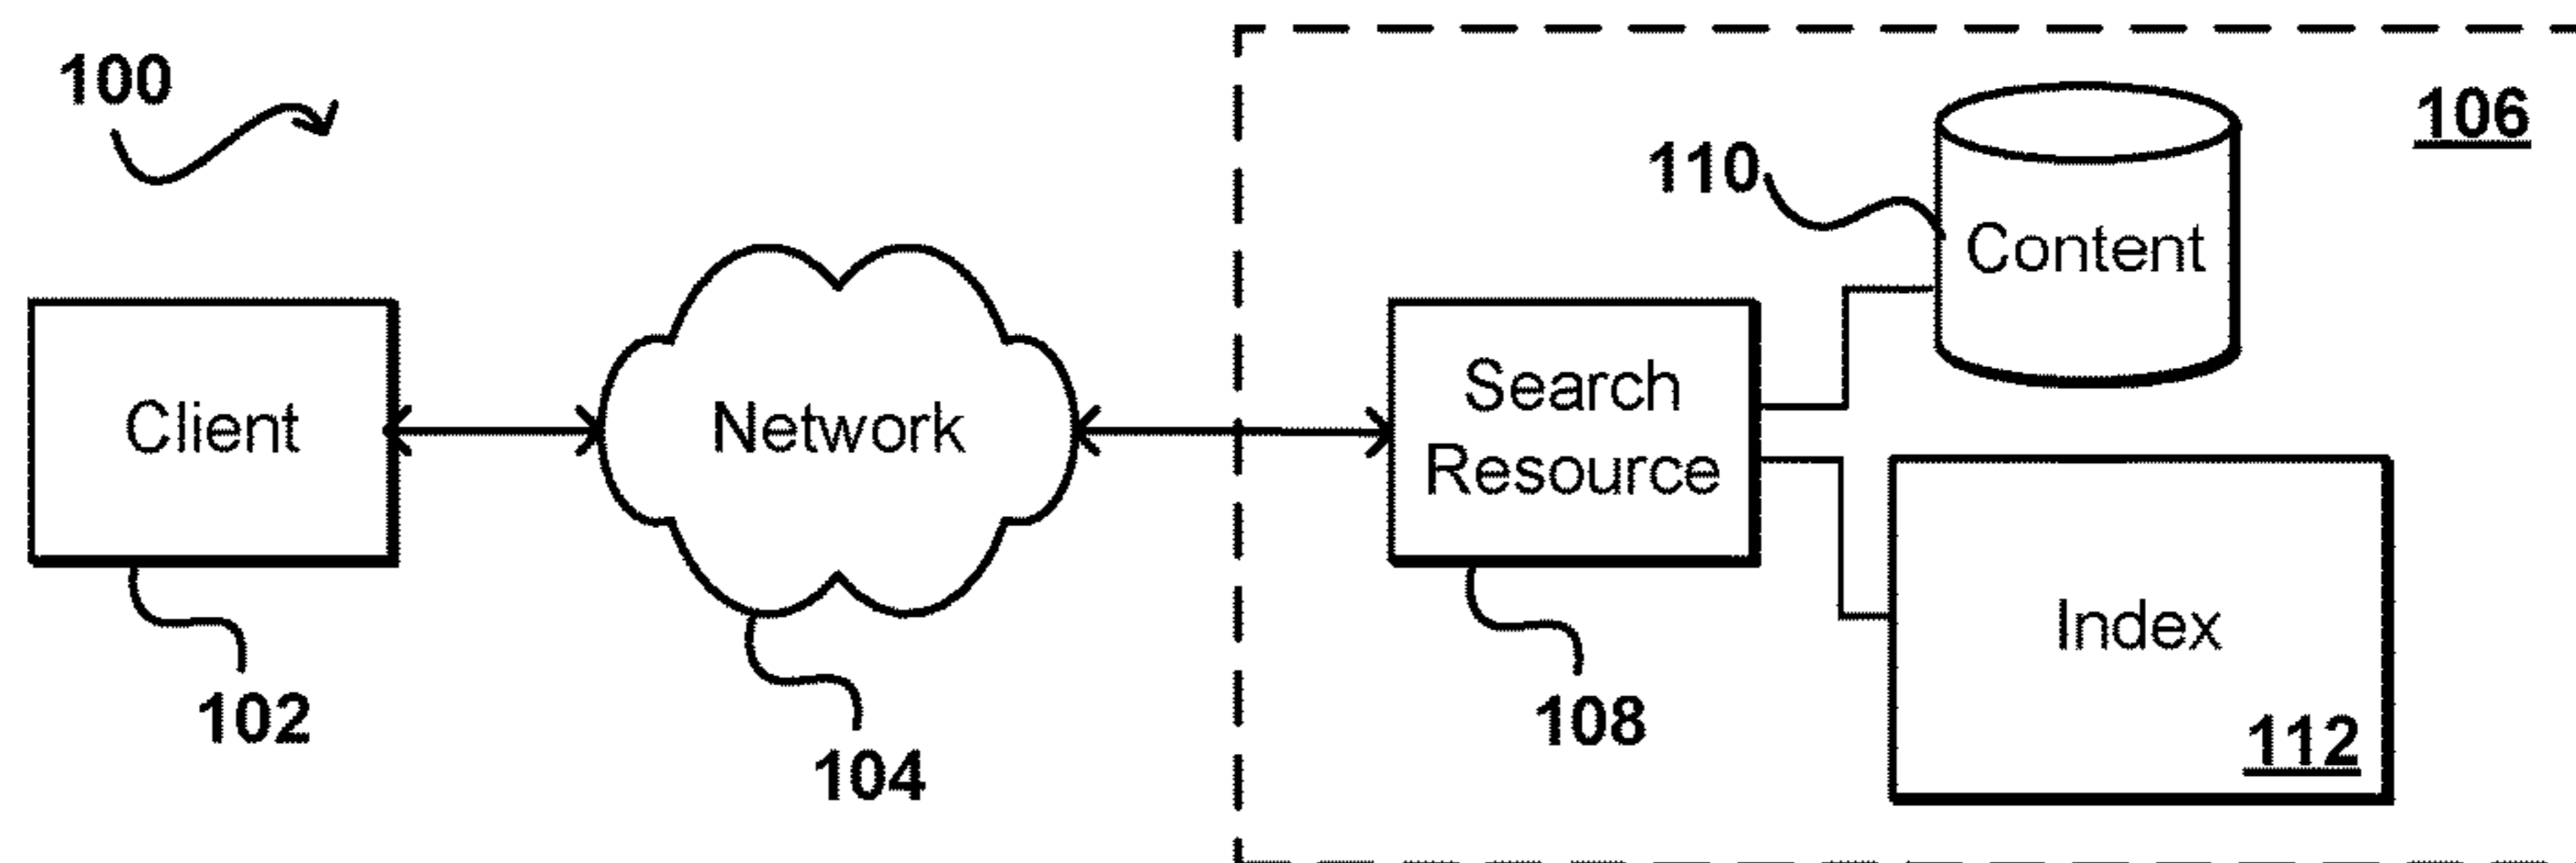 100
106
110
Content
Client
Network
Search
Resource
Index
102
104
108
112